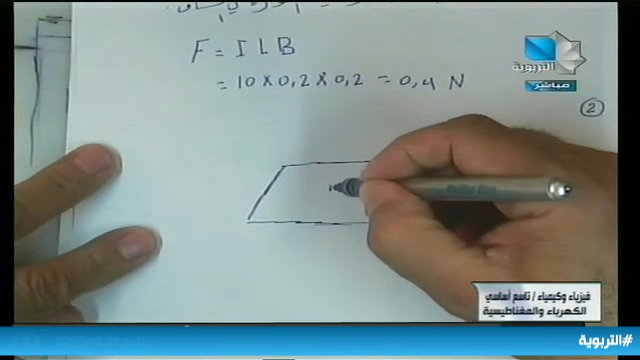 F = I L B
= 10 × 0,2 × 0,2 = 0,4 N
2
التربوية
مباشر
فيزياء وكيمياء / تاسع أساسي
الكهرباء والمغناطيسية
#التربوية